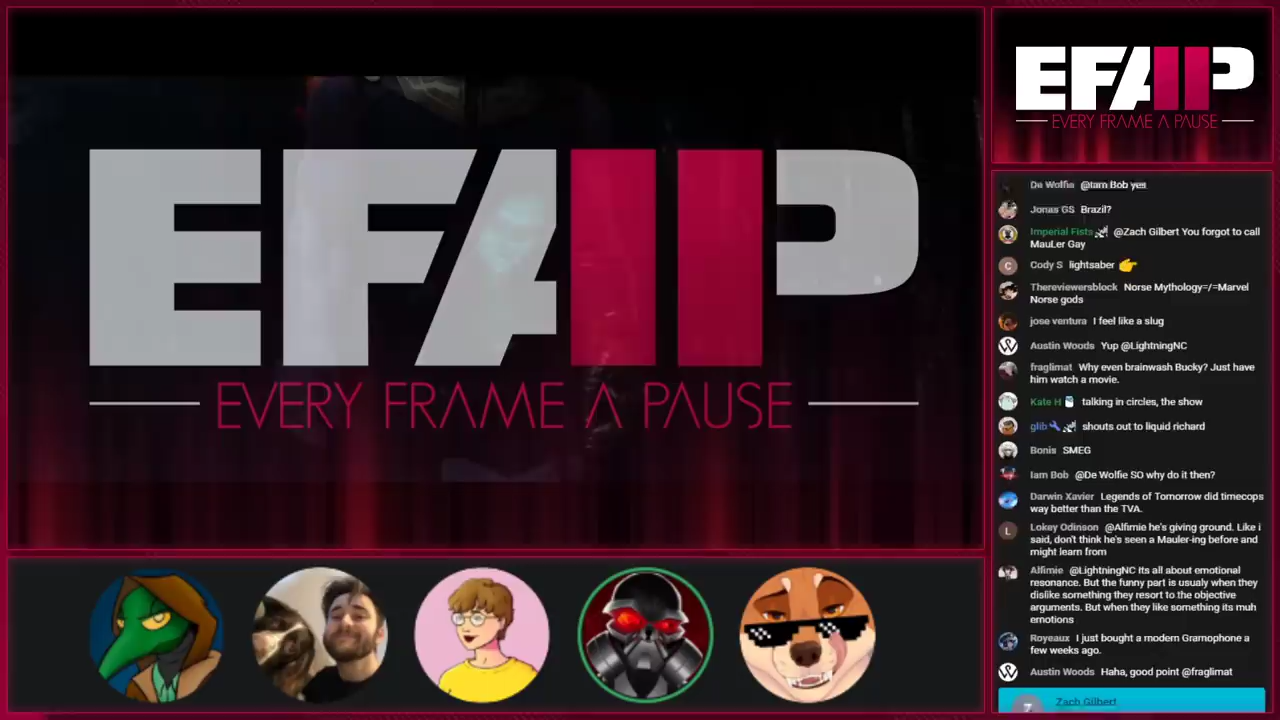 EFAP
EVERY FRAME A PAUSE
EFAP
EVERY FRAME A PAUSE
De Wolfie @Iam Bob yes
Jonas GS Brazil?
Imperial Fists @Zach Gilbert You forgot to call
MauLer Gay
Cody S lightsaber
Thereviewersblock Norse Mythology=/=Marvel
Norse gods
jose ventura I feel like a slug
Austin Woods Yup @LightningNC
fraglimat Why even brainwash Bucky? Just have
him watch a movie.
Kate H talking in circles, the show
glib shouts out to liquid richard
Bonis SMEG
Iam Bob @De Wolfie SO why do it then?
Darwin Xavier Legends of Tomorrow did timecops
way better than the TVA.
L Lokey Odinson @Alfimie he's giving ground. Like i
said, don't think he's seen a Mauler-ing before and
might learn from
Alfimie @LightningNC Its all about emotional
resonance. But the funny part is usualy when they
dislike something they resort to the objective
arguments. But when they like something its muh
emotions
Royeaux I just bought a modern Gramophone a
few weeks ago.
Austin Woods Haha, good point @fraglimat
Z Zach Gilbert